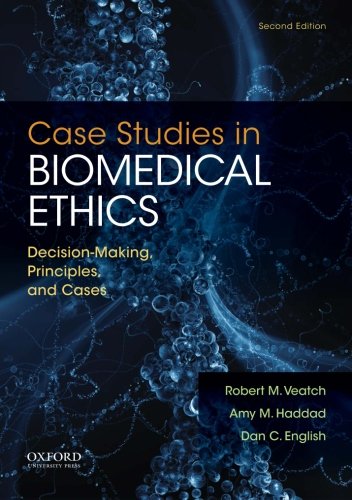 Second Edition
Case Studies in
BIOMEDICAL
ETHICS
Decision-Making,
Principles,
and Cases
Robert M. Veatch
Amy M. Haddad
Dan C. English
OXFORD
UNIVERSITY PRESS